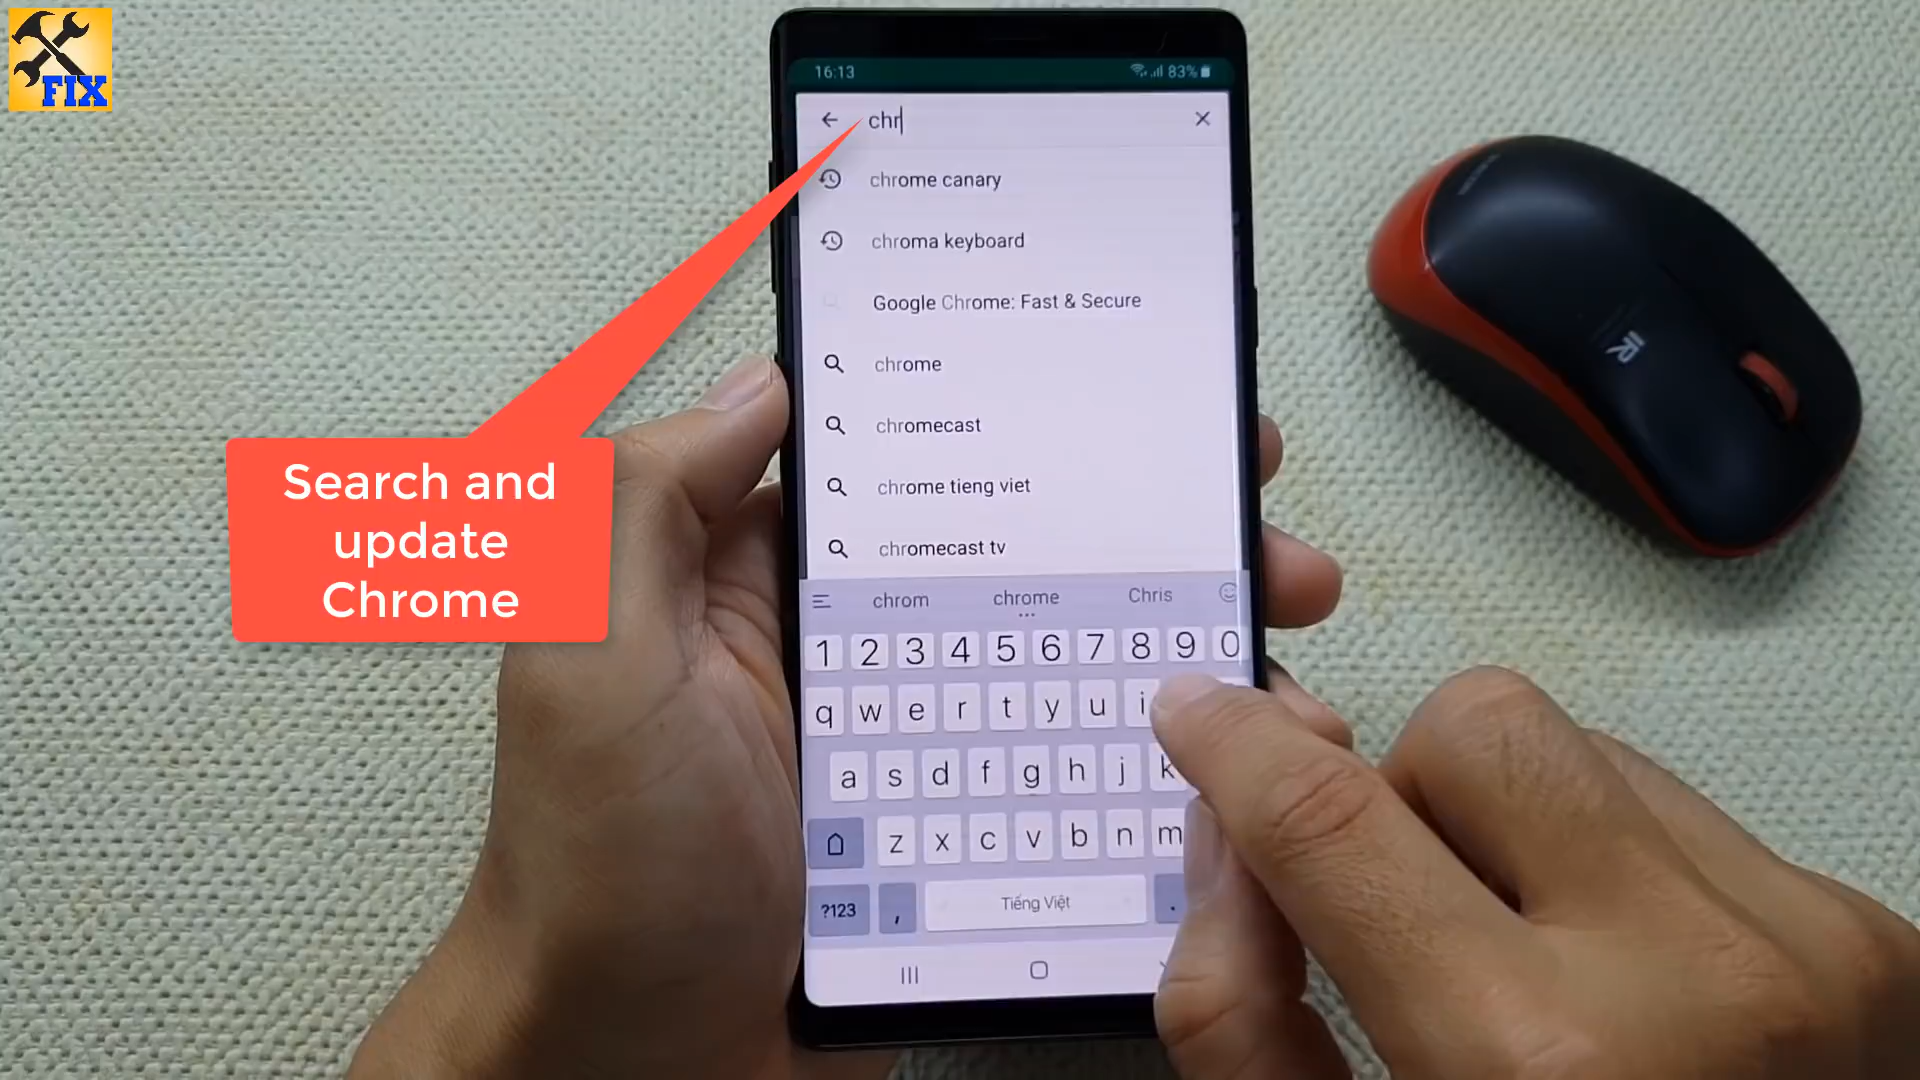 FIX
16:13
83%
chr
chrome canary
chroma keyboard
Google Chrome: Fast & Secure
chrome
chromecast
chrome tieng viet
chromecast tv
Search and
update
Chrome
chrom chrome Chris
1 2 3 4 5 6 7 8 9 0
q w e r t y u i
a s d f g h j k
z x c v b n m
?123 , Tiếng Việt .